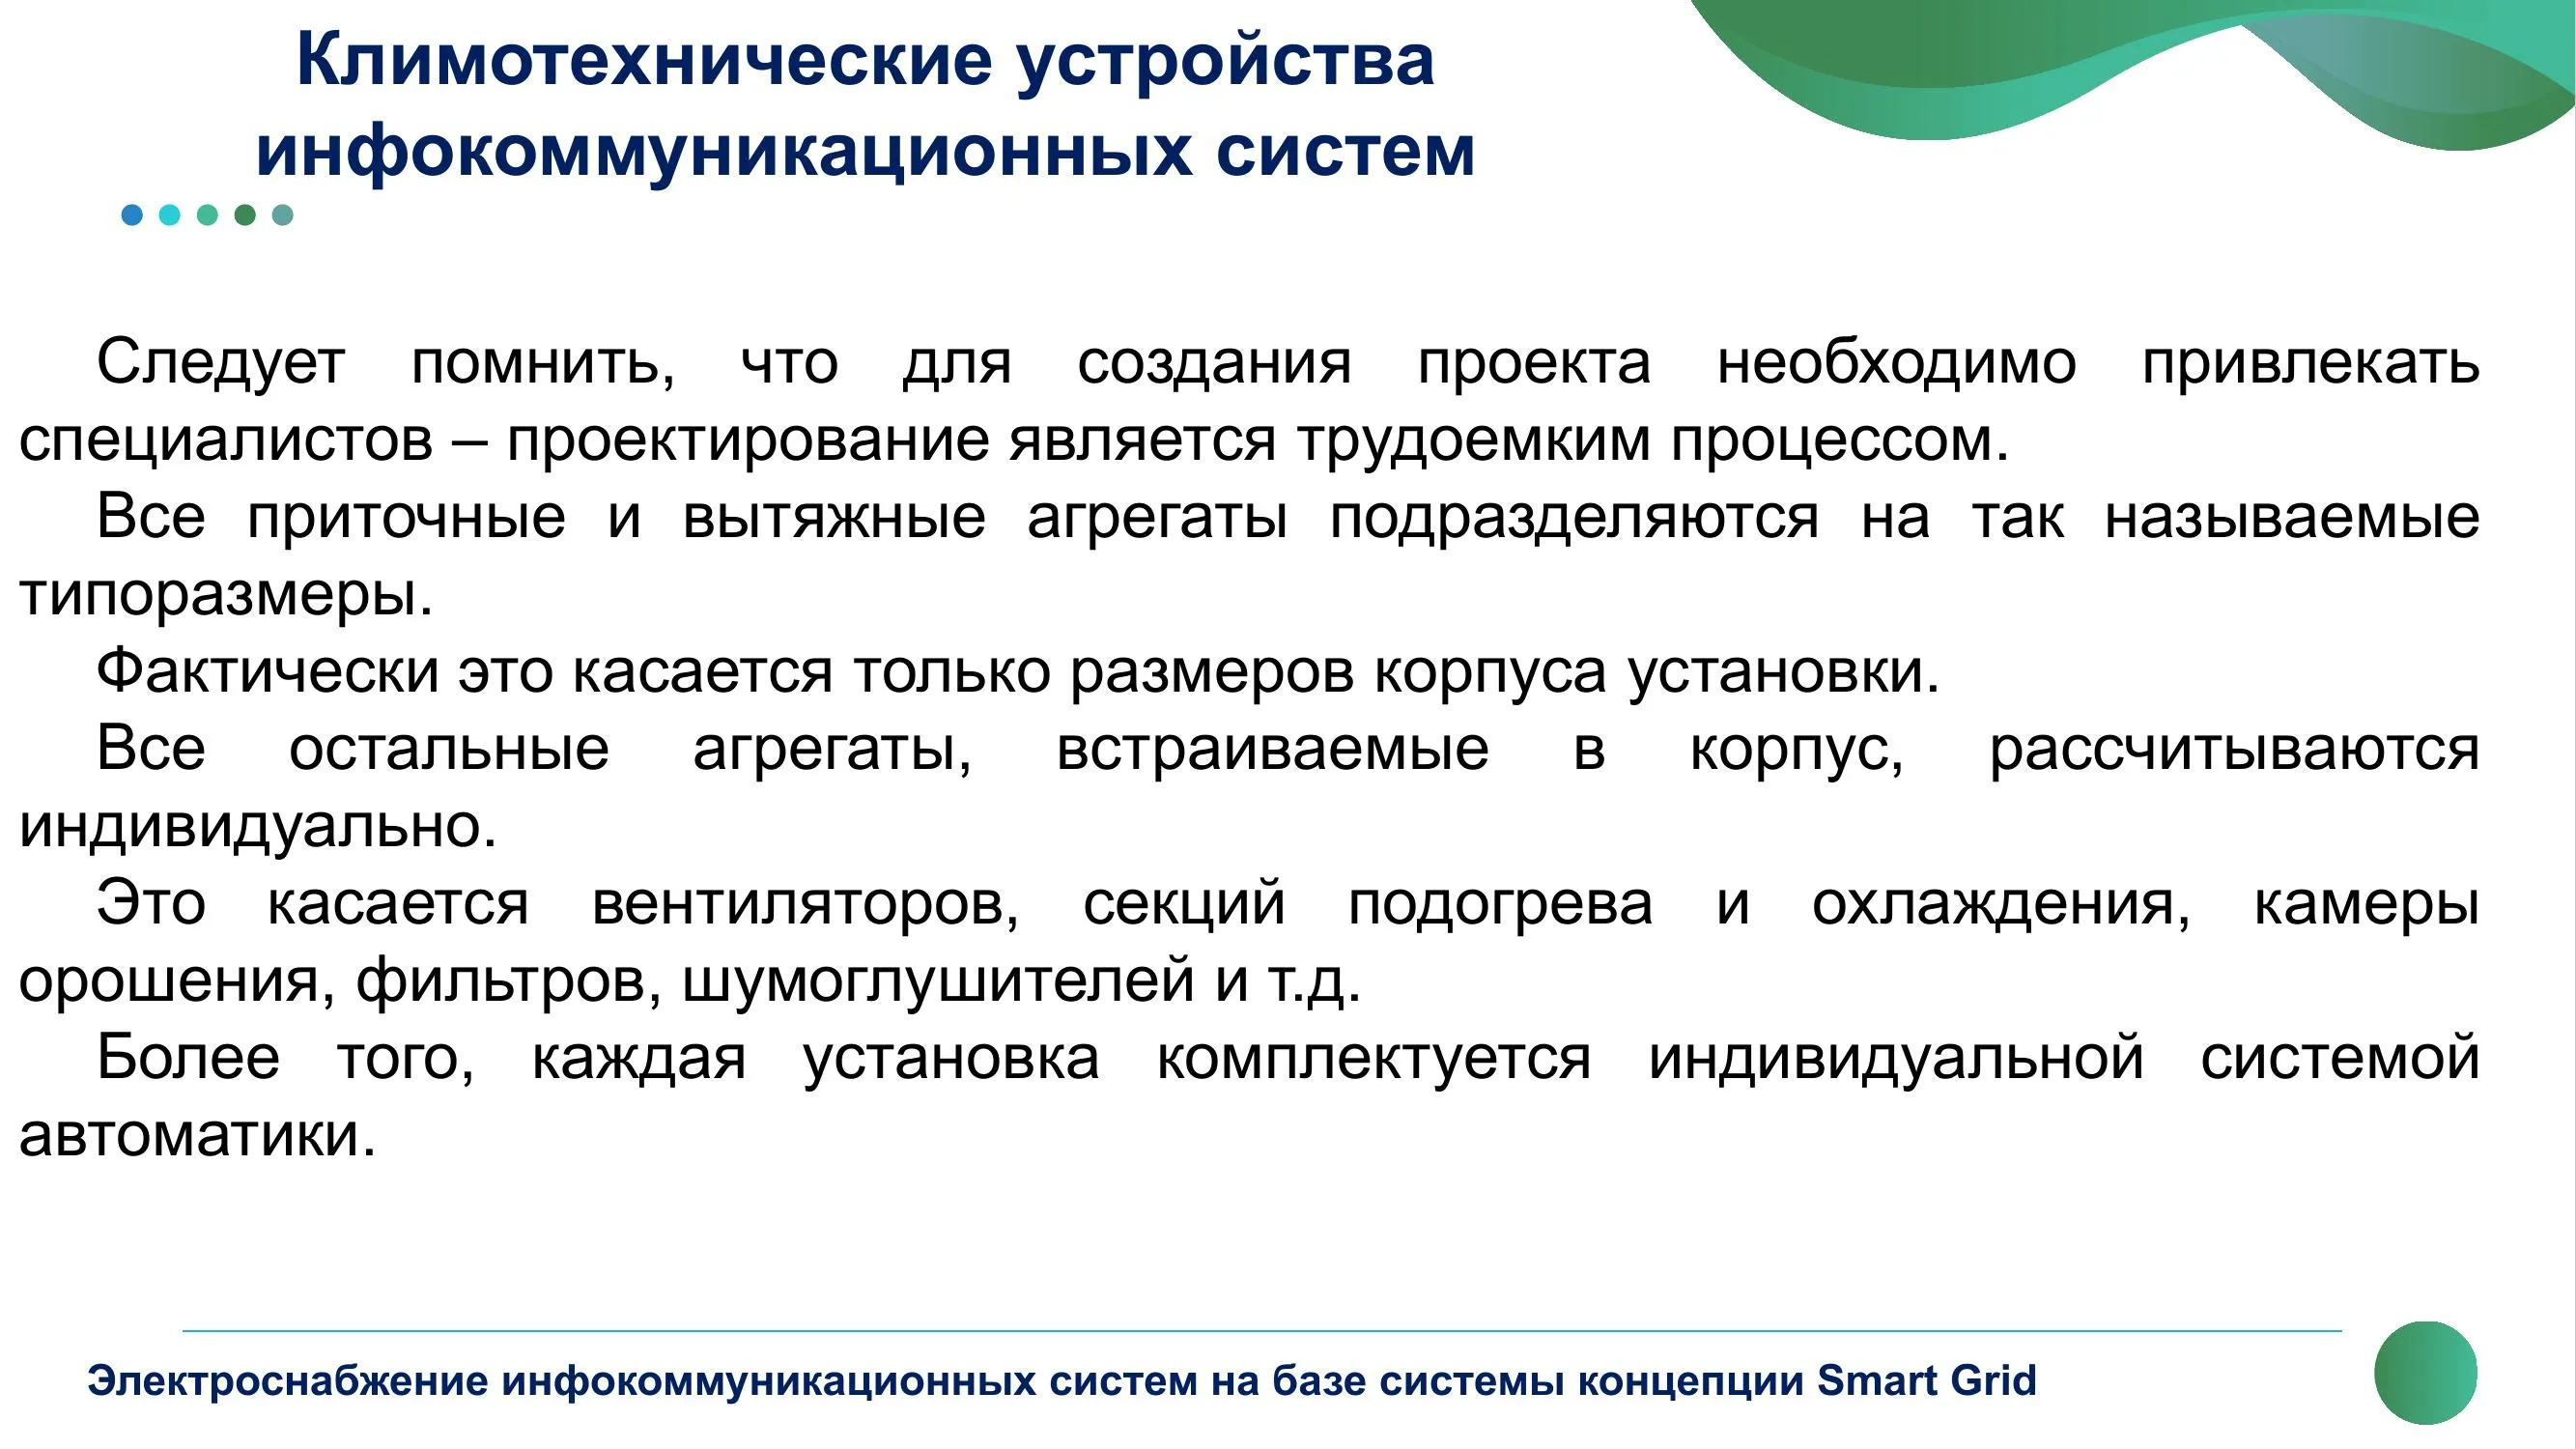 Климотехнические устройства
инфокоммуникационных систем
Следует помнить, что для создания проекта необходимо привлекать
специалистов – проектирование является трудоемким процессом.
Все приточные и вытяжные агрегаты подразделяются на так называемые
типоразмеры.
Фактически это касается только размеров корпуса установки.
Все остальные агрегаты, встраиваемые в корпус, рассчитываются
индивидуально.
Это касается вентиляторов, секций подогрева и охлаждения, камеры
орошения, фильтров, шумоглушителей и т.д.
Более того, каждая установка комплектуется индивидуальной системой
автоматики.
Электроснабжение инфокоммуникационных систем на базе системы концепции Smart Grid